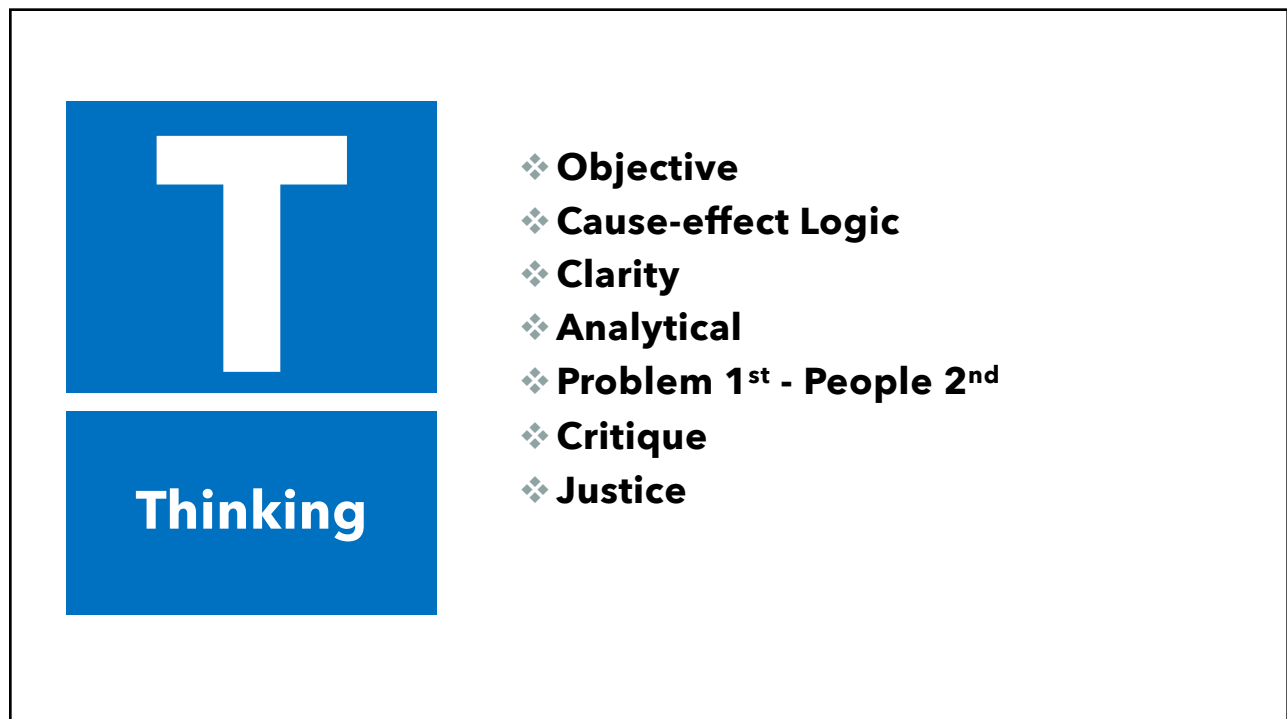 T
Thinking
❖ Objective
❖ Cause-effect Logic
❖ Clarity
❖ Analytical
❖ Problem 1st - People 2nd
❖ Critique
❖ Justice